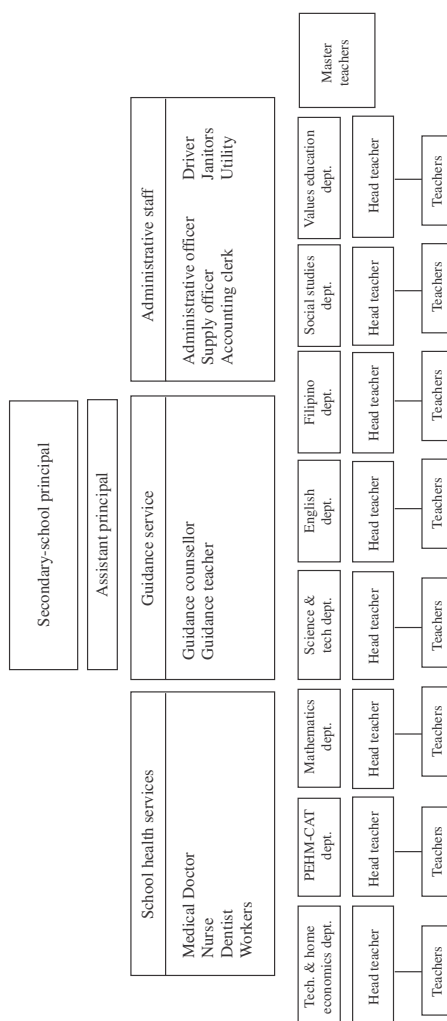 Secondary-school principal
Assistant principal
School health services
Medical Doctor
Nurse
Dentist
Workers
Guidance service
Guidance counsellor
Guidance teacher
Administrative staff
Administrative officer
Supply officer
Accounting clerk
Driver
Janitors
Utility
Tech. & home
economics dept.
PEHM-CAT
dept.
Mathematics
dept.
Science &
tech dept.
English
dept.
Filipino
dept.
Social studies
dept.
Values education
dept.
Master
teachers
Head teacher
Head teacher
Head teacher
Head teacher
Head teacher
Head teacher
Head teacher
Head teacher
Teachers
Teachers
Teachers
Teachers
Teachers
Teachers
Teachers
Teachers